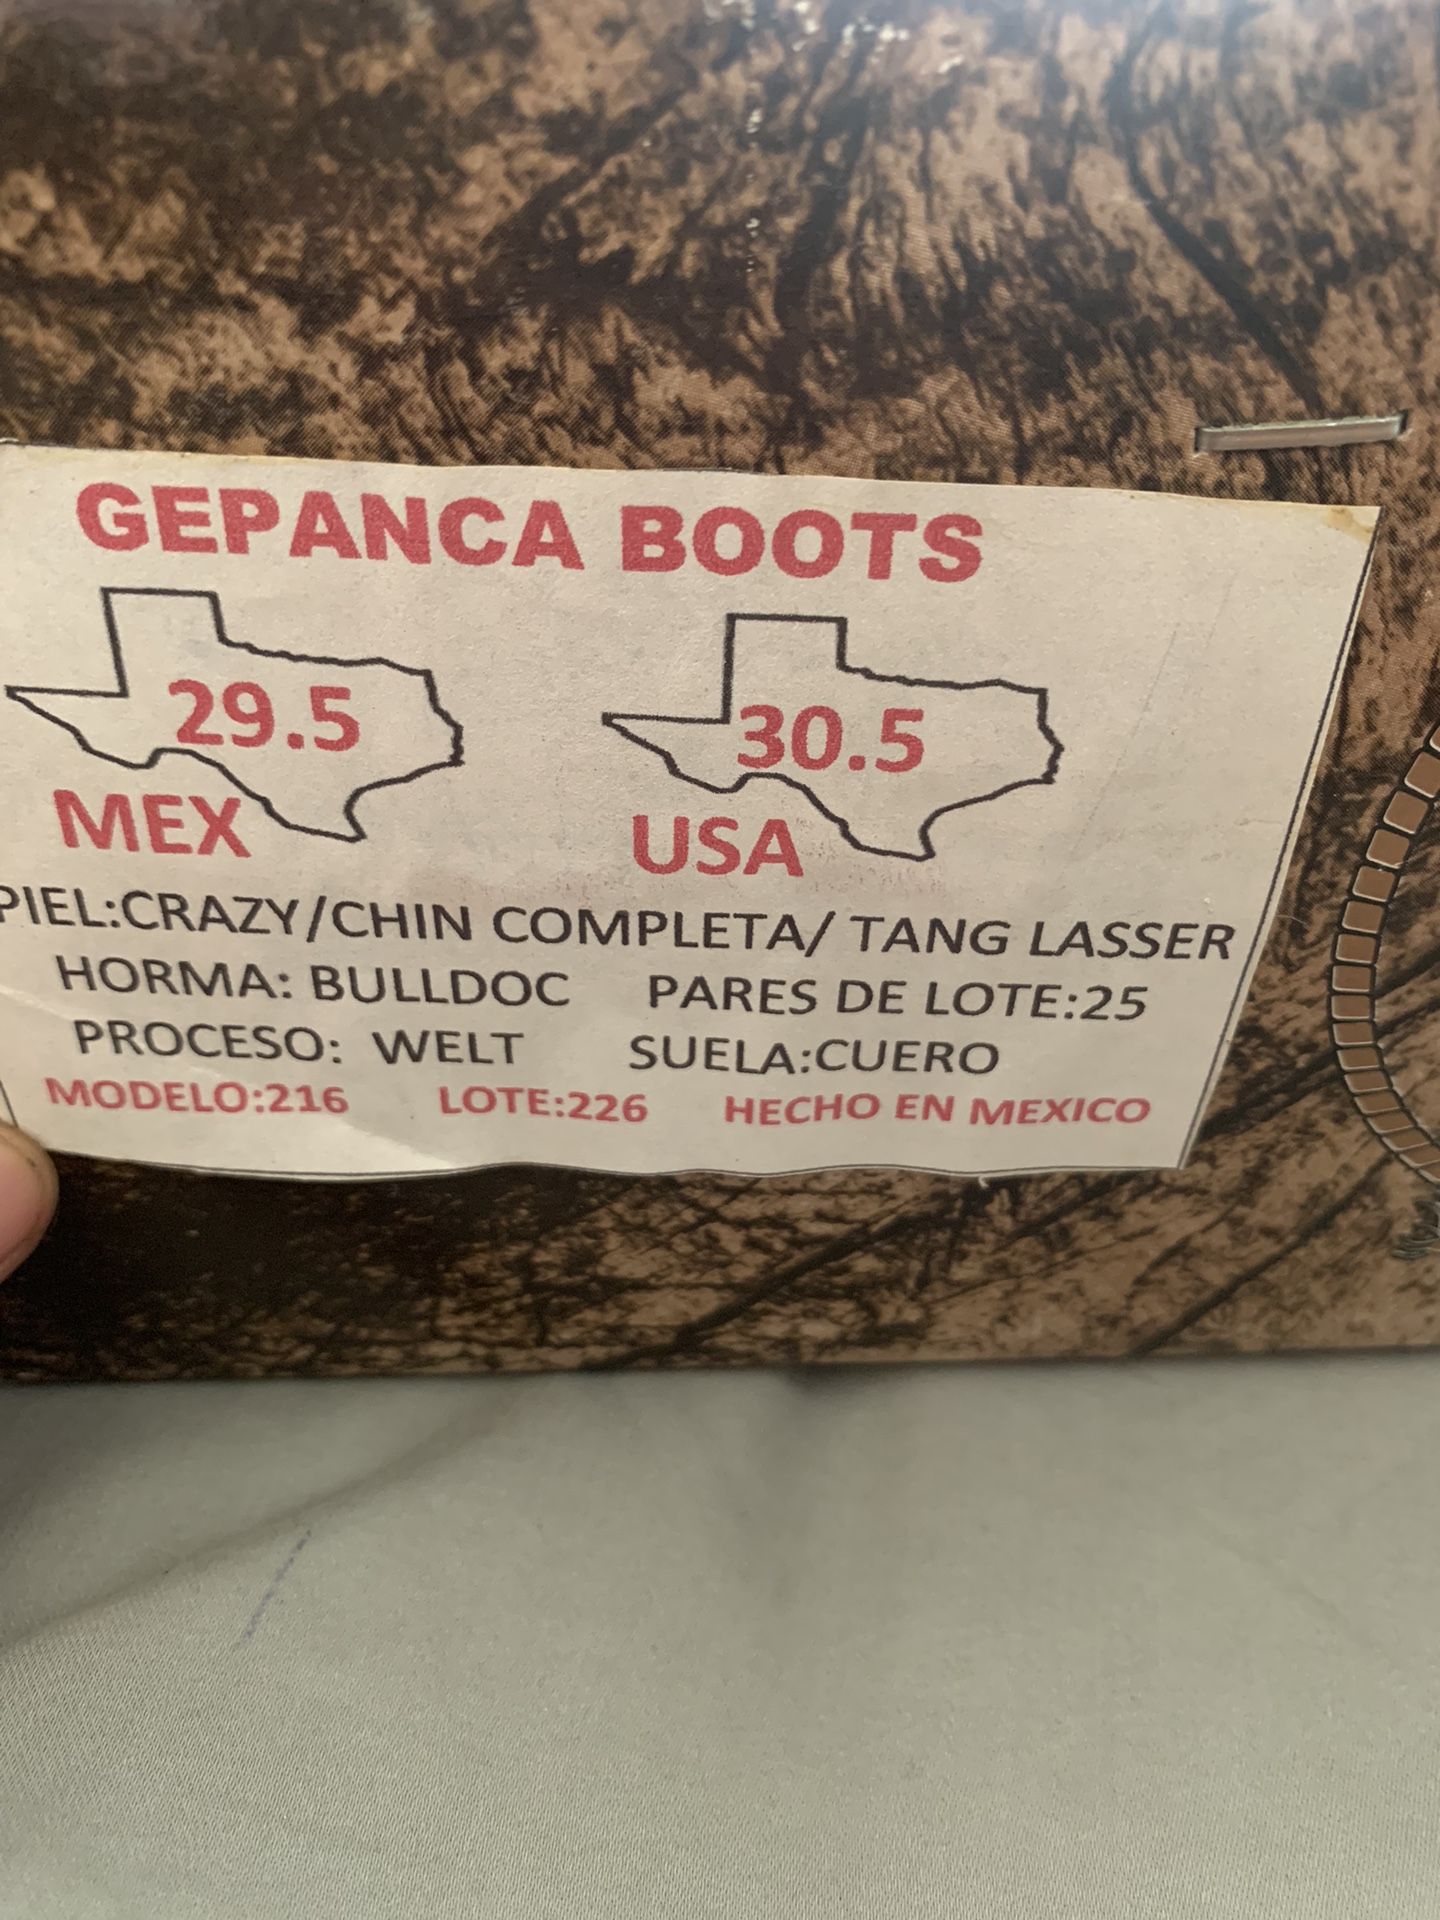 GEPANCA BOOTS
29.5 30.5
MEX USA
PIEL:CRAZY/CHIN COMPLETA/ TANG LASSER
HORMA: BULLDOC PARES DE LOTE:25
PROCESO: WELT SUELA:CUERO
MODELO:216 LOTE:226 HECHO EN MEXICO